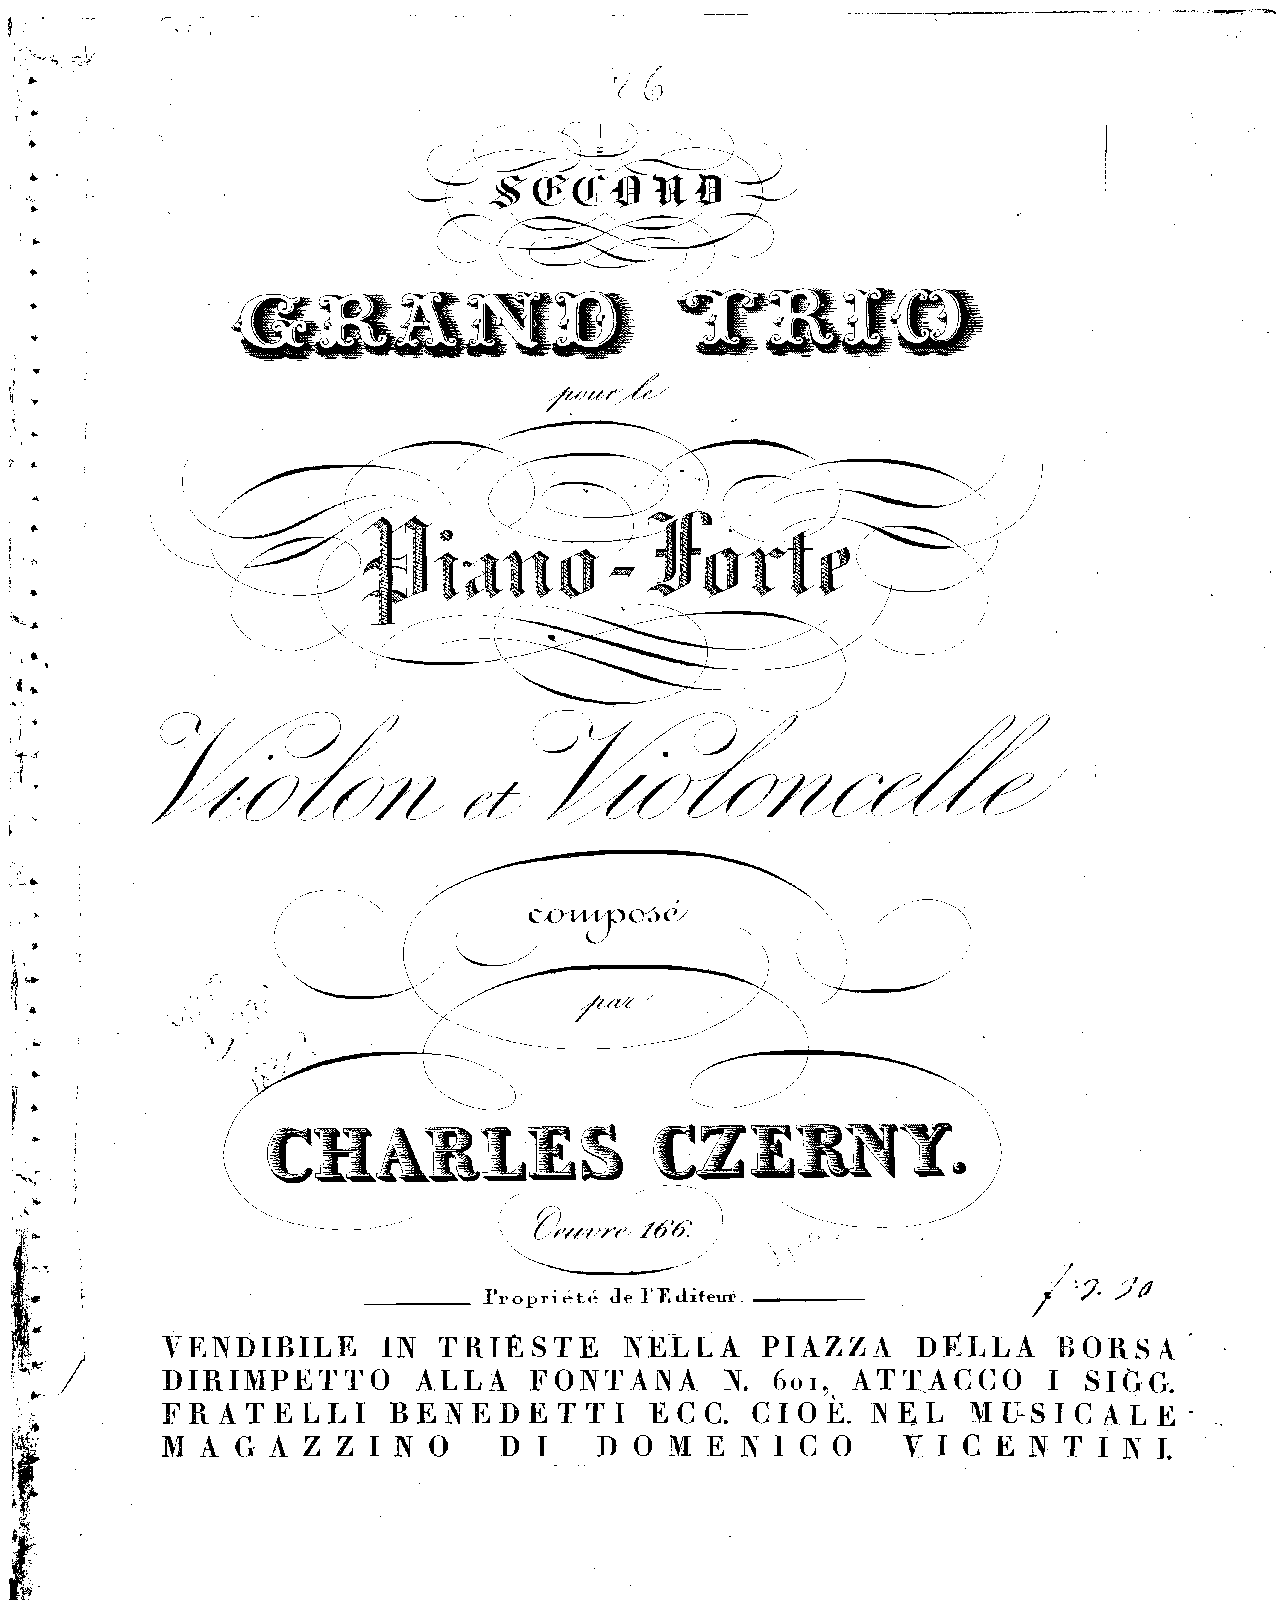 SECOND
GRAND TRIO
pour le
Piano-Forte
Violon et Violoncelle
composé
par
CHARLES CZERNY.
Oeuvre 166.
Propriété de l'Editeur.
f 3. 30
VENDIBILE IN TRIESTE NELLA PIAZZA DELLA BORSA
DIRIMPETTO ALLA FONTANA N. 601, ATTACCO I SIGG.
FRATELLI BENEDETTI ECC. CIOÈ. NEL MUSICALE
MAGAZZINO DI DOMENICO VICENTINI.